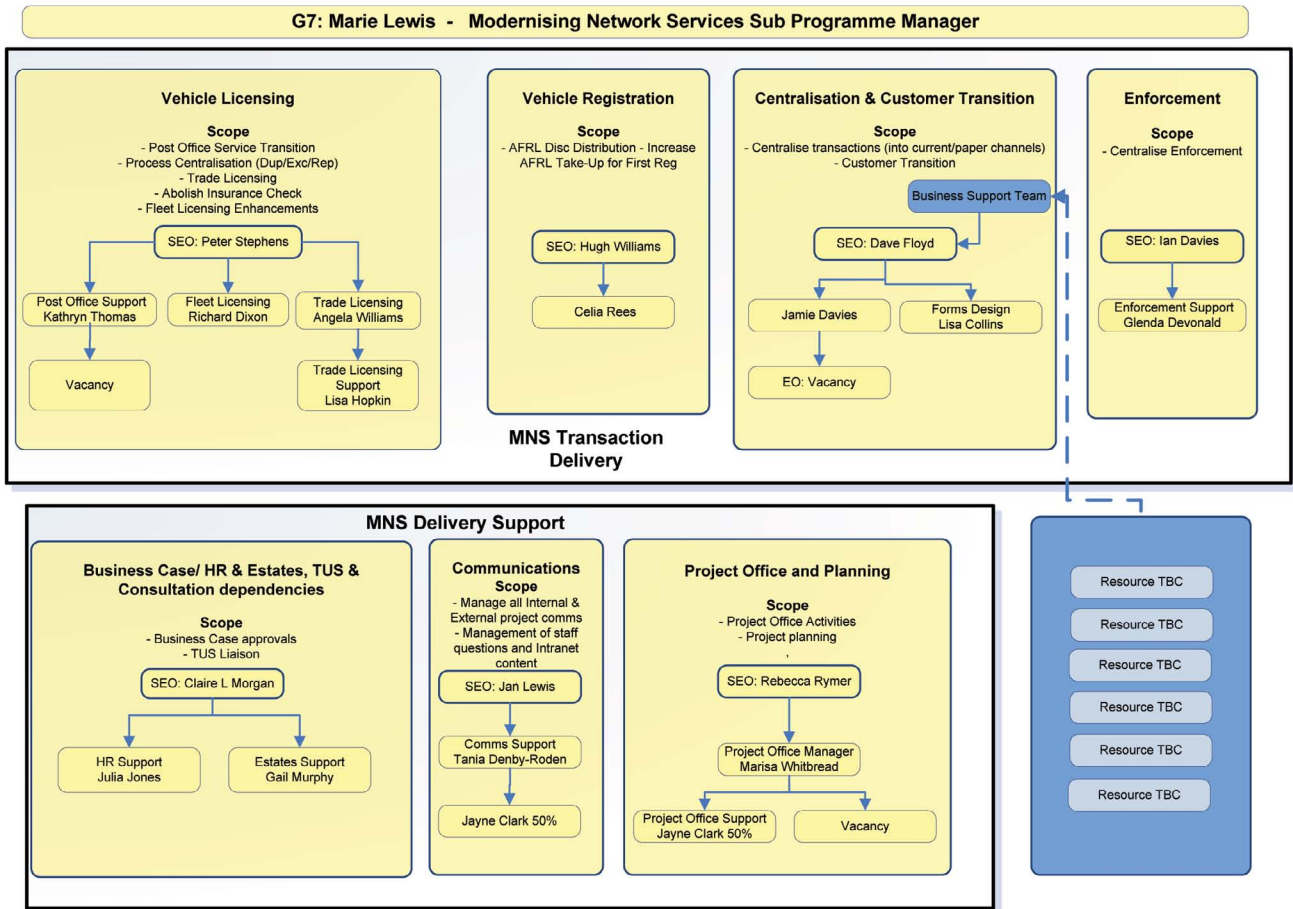 G7: Marie Lewis - Modernising Network Services Sub Programme Manager
Vehicle Licensing
Scope
- Post Office Service Transition
- Process Centralisation (Dup/Exc/Rep)
- Trade Licensing
- Abolish Insurance Check
- Fleet Licensing Enhancements
SEO: Peter Stephens
Post Office Support
Kathryn Thomas
Fleet Licensing
Richard Dixon
Trade Licensing
Angela Williams
Vacancy
Trade Licensing
Support
Lisa Hopkin
Vehicle Registration
Scope
- AFRL Disc Distribution - Increase
AFRL Take-Up for First Reg
SEO: Hugh Williams
Celia Rees
Centralisation & Customer Transition
Scope
- Centralise transactions (into current/paper channels)
- Customer Transition
Business Support Team
SEO: Dave Floyd
Jamie Davies
Forms Design
Lisa Collins
EO: Vacancy
Enforcement
Scope
- Centralise Enforcement
SEO: Ian Davies
Enforcement Support
Glenda Devonald
MNS Transaction
Delivery
MNS Delivery Support
Business Case/ HR & Estates, TUS &
Consultation dependencies
Scope
- Business Case approvals
- TUS Liaison
SEO: Claire L Morgan
HR Support
Julia Jones
Estates Support
Gail Murphy
Communications
Scope
- Manage all Internal &
External project comms
- Management of staff
questions and Intranet
content
SEO: Jan Lewis
Comms Support
Tania Denby-Roden
Jayne Clark 50%
Project Office and Planning
Scope
- Project Office Activities
- Project planning
,
SEO: Rebecca Rymer
Project Office Manager
Marisa Whitbread
Project Office Support
Jayne Clark 50%
Vacancy
Resource TBC
Resource TBC
Resource TBC
Resource TBC
Resource TBC
Resource TBC